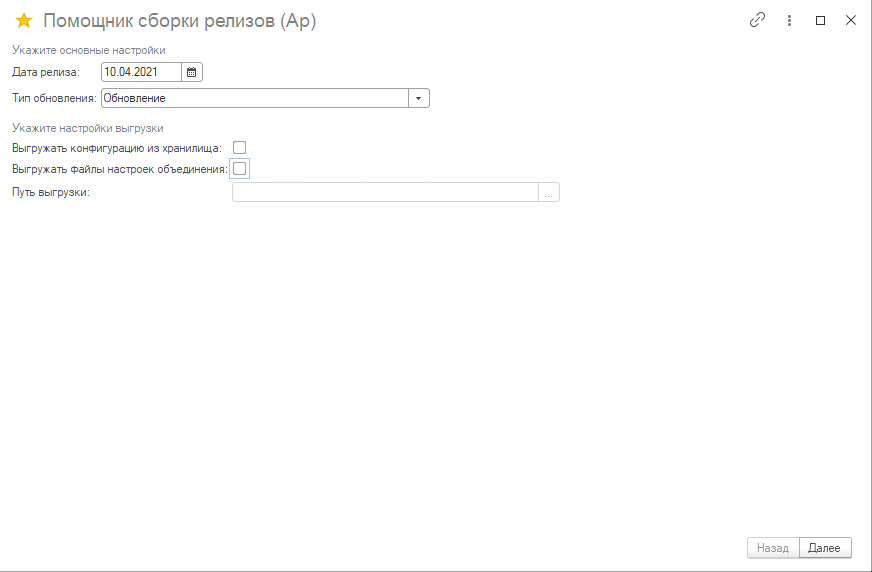 Помощник сборки релизов (Ар)
Укажите основные настройки
Дата релиза: 10.04.2021
Тип обновления: Обновление
Укажите настройки выгрузки
Выгружать конфигурацию из хранилища:
Выгружать файлы настроек объединения:
Путь выгрузки: ...
Назад Далее